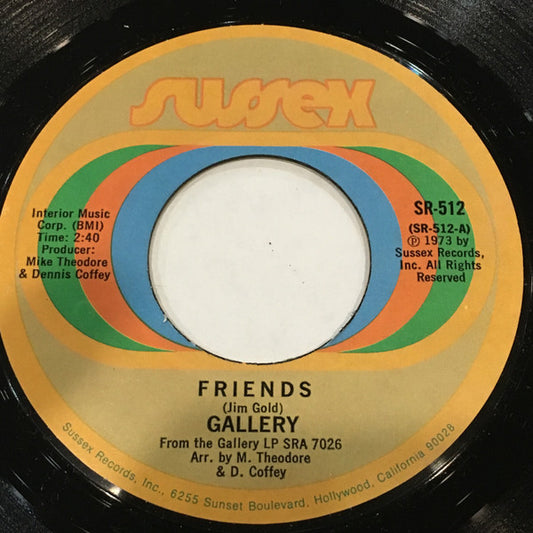 sussex
Interior Music
Corp. (BMI)
Time: 2:40
Producer:
Mike Theodore
& Dennis Coffey
SR-512
(SR-512-A)
Ⓟ 1973 by
Sussex Records,
Inc. All Rights
Reserved
FRIENDS
(Jim Gold)
GALLERY
From the Gallery LP SRA 7026
Arr. by M. Theodore
& D. Coffey
Sussex Records, Inc., 6255 Sunset Boulevard, Hollywood, California 90028